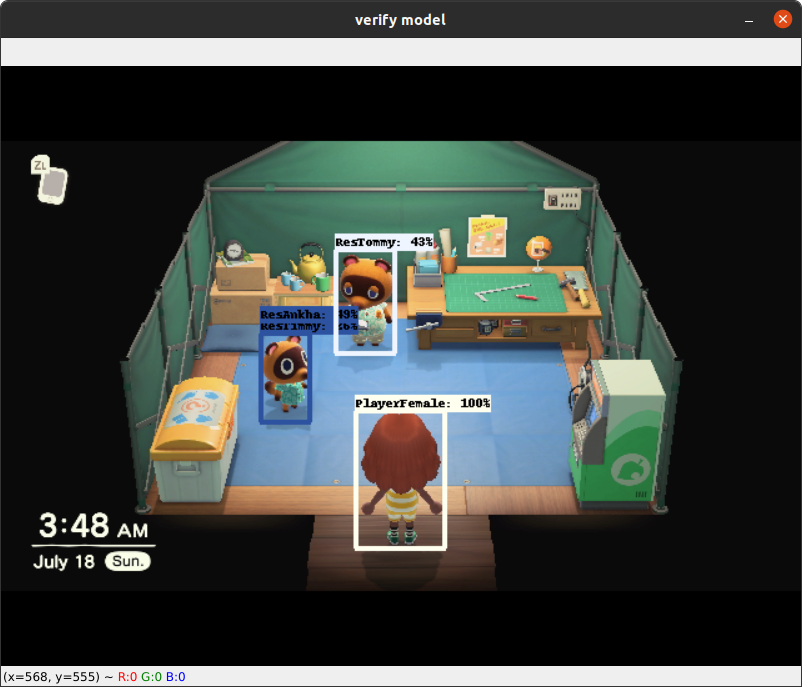 verify model
ZL
ResTommy: 43%
ResAnkha: 49%
ResTimmy: 26%
PlayerFemale: 100%
3:48 AM
July 18 Sun.
(x=568, y=555) ~ R:0 G:0 B:0